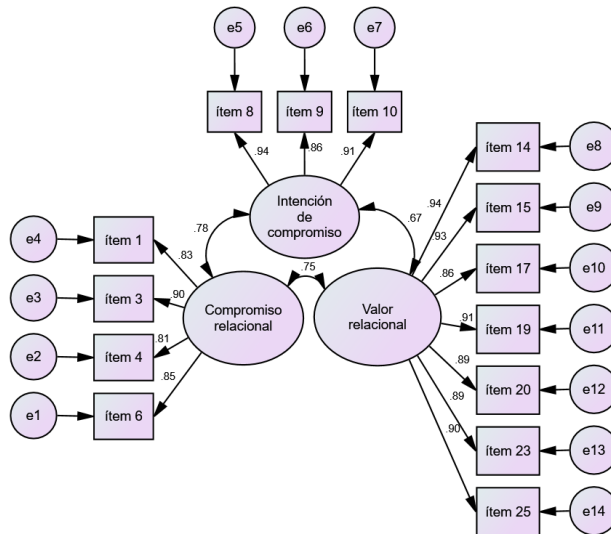 e5
e6
e7
ítem 8
ítem 9
ítem 10
.94
.86
.91
Intención
de
compromiso
.78
.67
.75
e4
ítem 1
.83
e3
ítem 3
.90
e2
ítem 4
.81
e1
ítem 6
.85
Compromiso
relacional
Valor
relacional
.94
ítem 14
e8
.93
ítem 15
e9
.86
ítem 17
e10
.91
ítem 19
e11
.89
ítem 20
e12
.89
ítem 23
e13
.90
ítem 25
e14